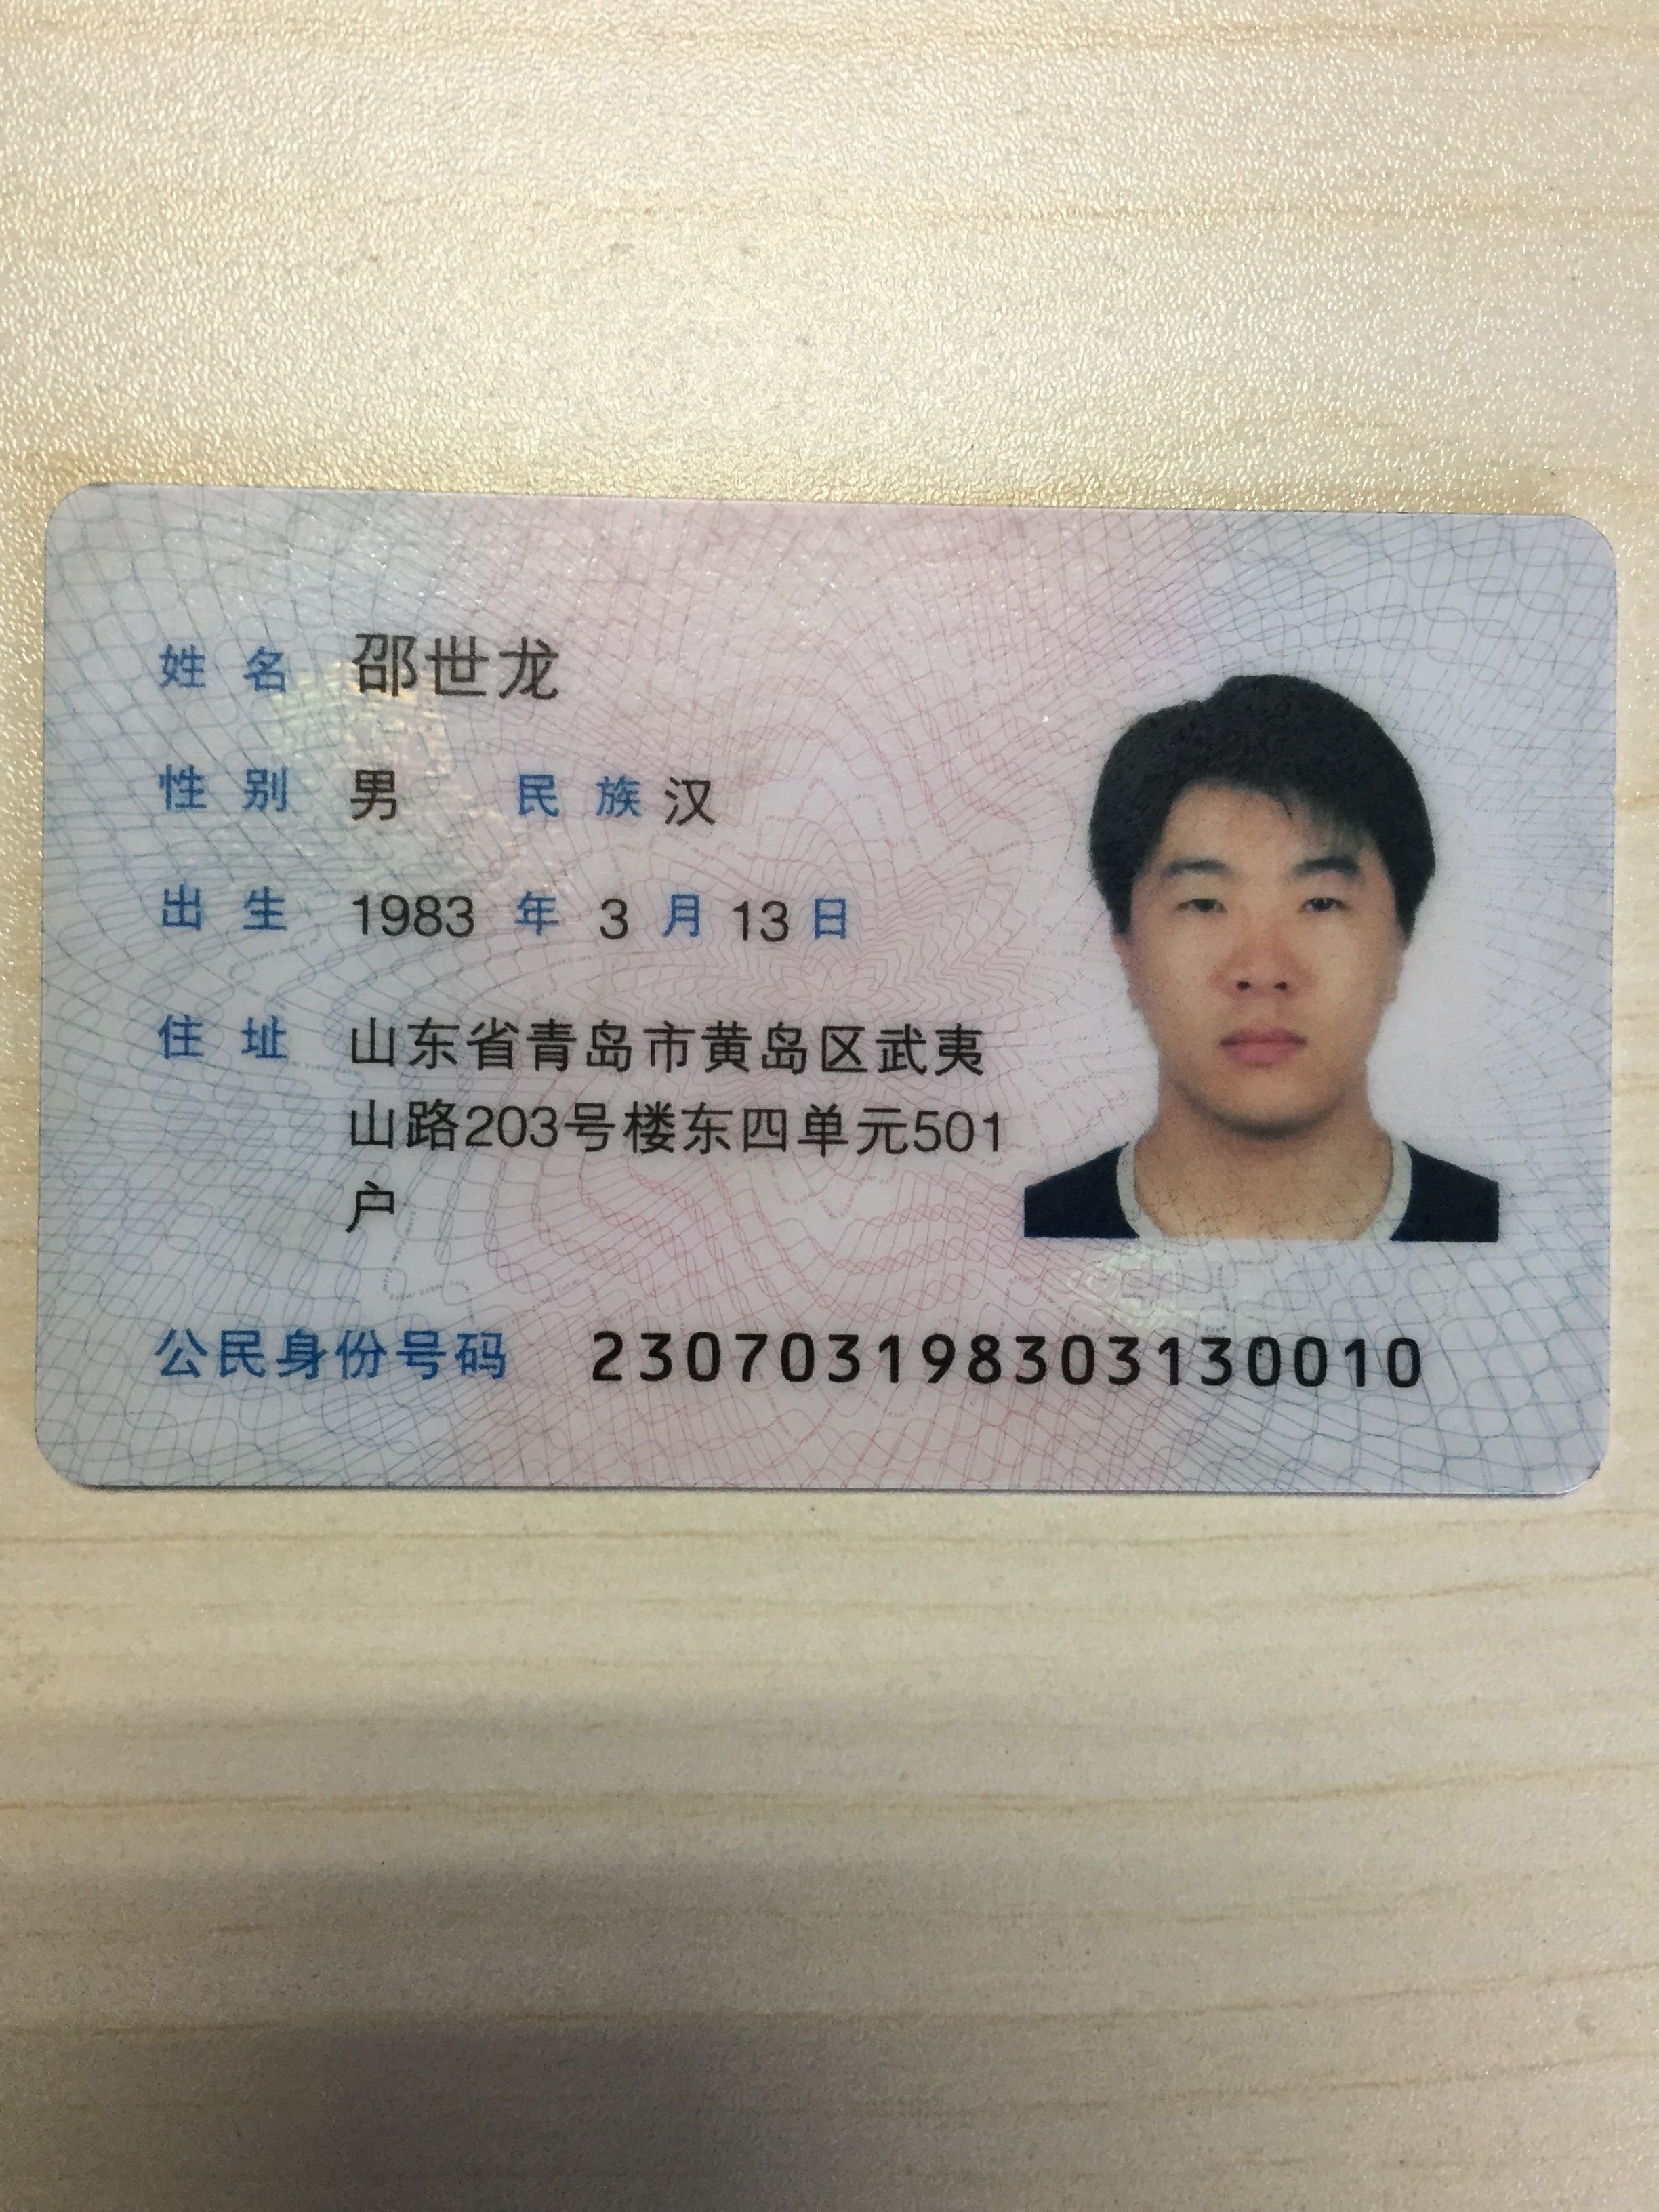 姓名 邵世龙
性别 男 民族 汉
出生 1983 年 3 月 13 日
住址 山东省青岛市黄岛区武夷
山路203号楼东四单元501
户
公民身份号码 230703198303130010